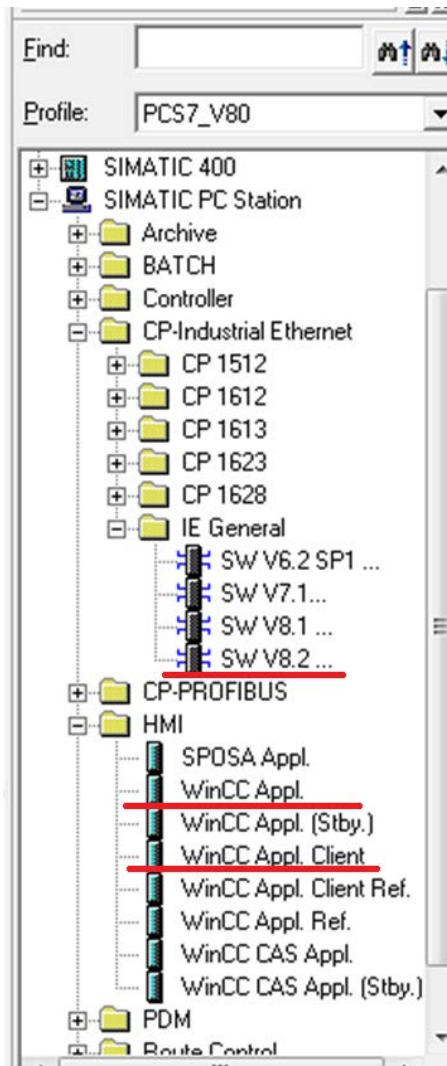 Find:
Profile: PCS7_V80
SIMATIC 400
SIMATIC PC Station
Archive
BATCH
Controller
CP-Industrial Ethernet
CP 1512
CP 1612
CP 1613
CP 1623
CP 1628
IE General
SW V6.2 SP1 ...
SW V7.1...
SW V8.1 ...
SW V8.2 ...
CP-PROFIBUS
HMI
SPOSA Appl.
WinCC Appl.
WinCC Appl. (Stby.)
WinCC Appl. Client
WinCC Appl. Client Ref.
WinCC Appl. Ref.
WinCC CAS Appl.
WinCC CAS Appl. (Stby.)
PDM
Route Control